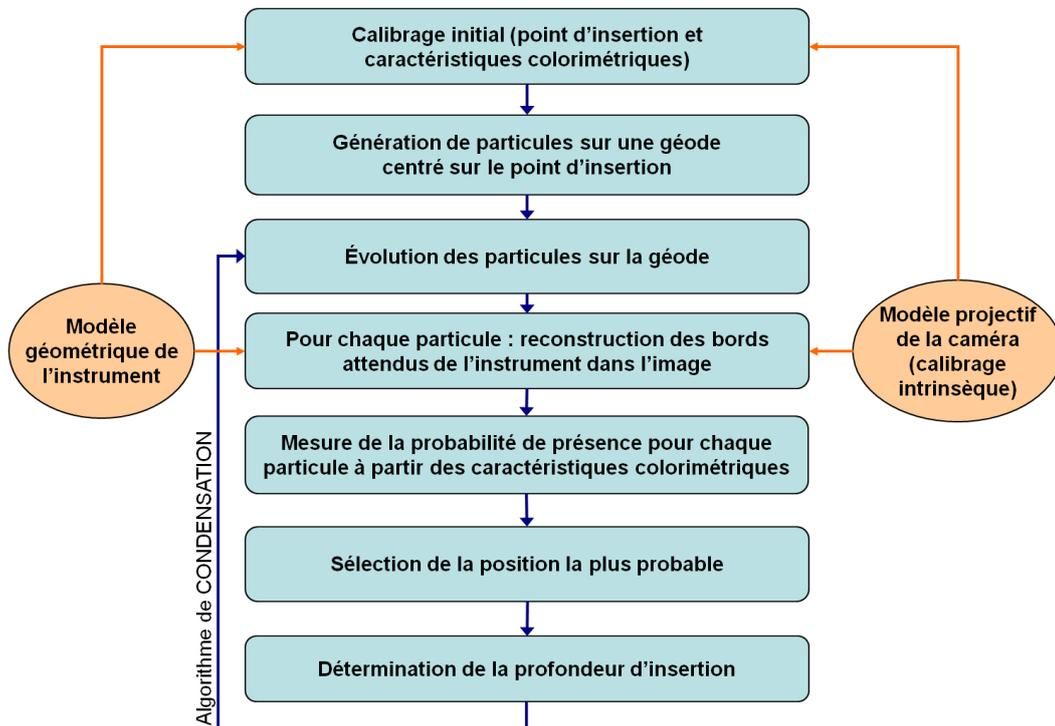 Calibrage initial (point d’insertion et
caractéristiques colorimétriques)
Génération de particules sur une géode
centré sur le point d’insertion
Évolution des particules sur la géode
Modèle
géométrique de
l’instrument
Pour chaque particule : reconstruction des bords
attendus de l’instrument dans l’image
Modèle projectif
de la caméra
(calibrage
intrinsèque)
Mesure de la probabilité de présence pour chaque
particule à partir des caractéristiques colorimétriques
Sélection de la position la plus probable
Détermination de la profondeur d’insertion
Algorithme de CONDENSATION